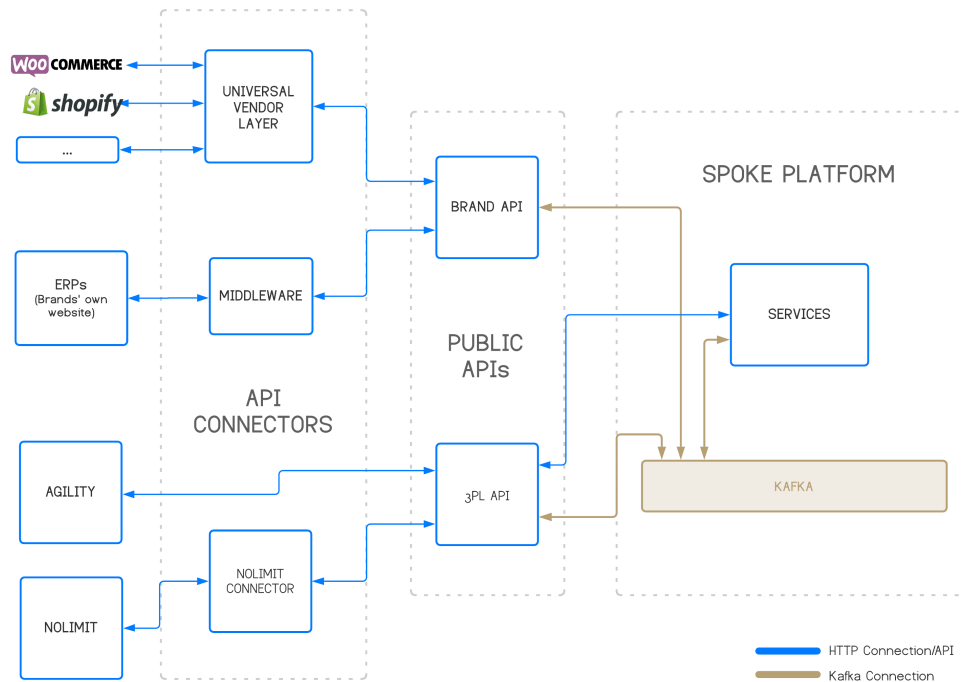 WOO COMMERCE
shopify
...
UNIVERSAL
VENDOR
LAYER
BRAND API
SPOKE PLATFORM
ERPs
(Brands' own
website)
MIDDLEWARE
SERVICES
PUBLIC
APIs
API
CONNECTORS
AGILITY
3PL API
KAFKA
NOLIMIT
CONNECTOR
NOLIMIT
HTTP Connection/API
Kafka Connection